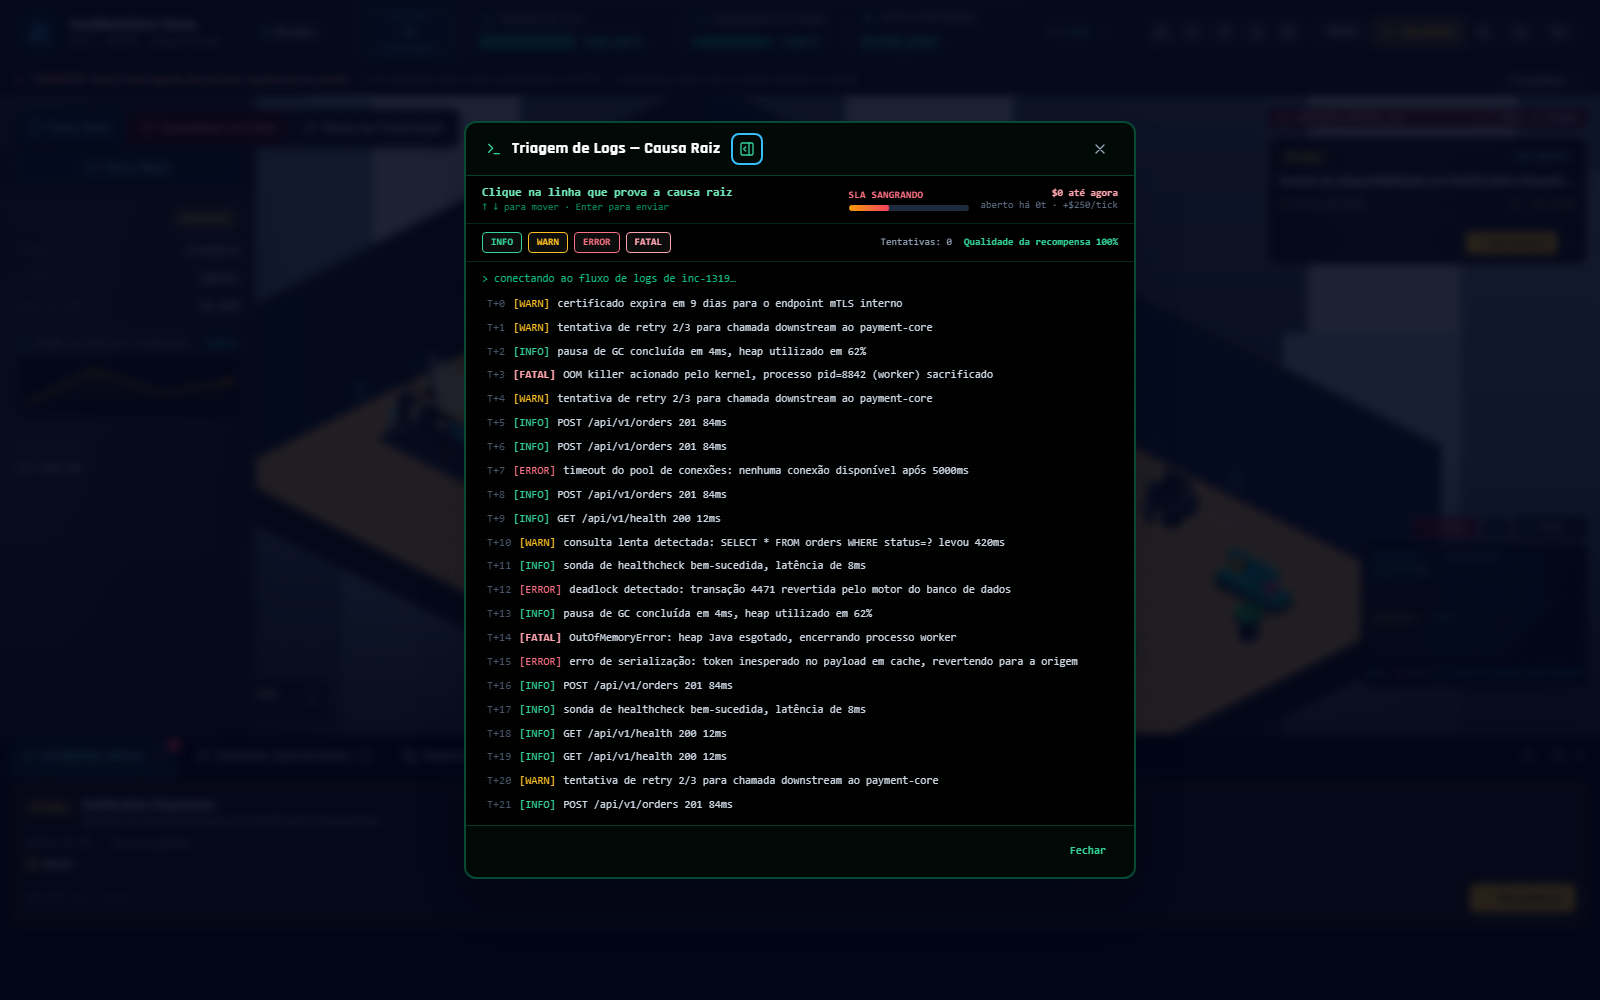 Triagem de Logs — Causa Raiz
Clique na linha que prova a causa raiz
↑ ↓ para mover · Enter para enviar
SLA SANGRANDO
$0 até agora
aberto há 0t · +$250/tick
INFO WARN ERROR FATAL
Tentativas: 0 Qualidade da recompensa 100%
> conectando ao fluxo de logs de inc-1319…
T+0 [WARN] certificado expira em 9 dias para o endpoint mTLS interno
T+1 [WARN] tentativa de retry 2/3 para chamada downstream ao payment-core
T+2 [INFO] pausa de GC concluída em 4ms, heap utilizado em 62%
T+3 [FATAL] OOM killer acionado pelo kernel, processo pid=8842 (worker) sacrificado
T+4 [WARN] tentativa de retry 2/3 para chamada downstream ao payment-core
T+5 [INFO] POST /api/v1/orders 201 84ms
T+6 [INFO] POST /api/v1/orders 201 84ms
T+7 [ERROR] timeout do pool de conexões: nenhuma conexão disponível após 5000ms
T+8 [INFO] POST /api/v1/orders 201 84ms
T+9 [INFO] GET /api/v1/health 200 12ms
T+10 [WARN] consulta lenta detectada: SELECT * FROM orders WHERE status=? levou 420ms
T+11 [INFO] sonda de healthcheck bem-sucedida, latência de 8ms
T+12 [ERROR] deadlock detectado: transação 4471 revertida pelo motor do banco de dados
T+13 [INFO] pausa de GC concluída em 4ms, heap utilizado em 62%
T+14 [FATAL] OutOfMemoryError: heap Java esgotado, encerrando processo worker
T+15 [ERROR] erro de serialização: token inesperado no payload em cache, revertendo para a origem
T+16 [INFO] POST /api/v1/orders 201 84ms
T+17 [INFO] sonda de healthcheck bem-sucedida, latência de 8ms
T+18 [INFO] GET /api/v1/health 200 12ms
T+19 [INFO] GET /api/v1/health 200 12ms
T+20 [WARN] tentativa de retry 2/3 para chamada downstream ao payment-core
T+21 [INFO] POST /api/v1/orders 201 84ms
Fechar